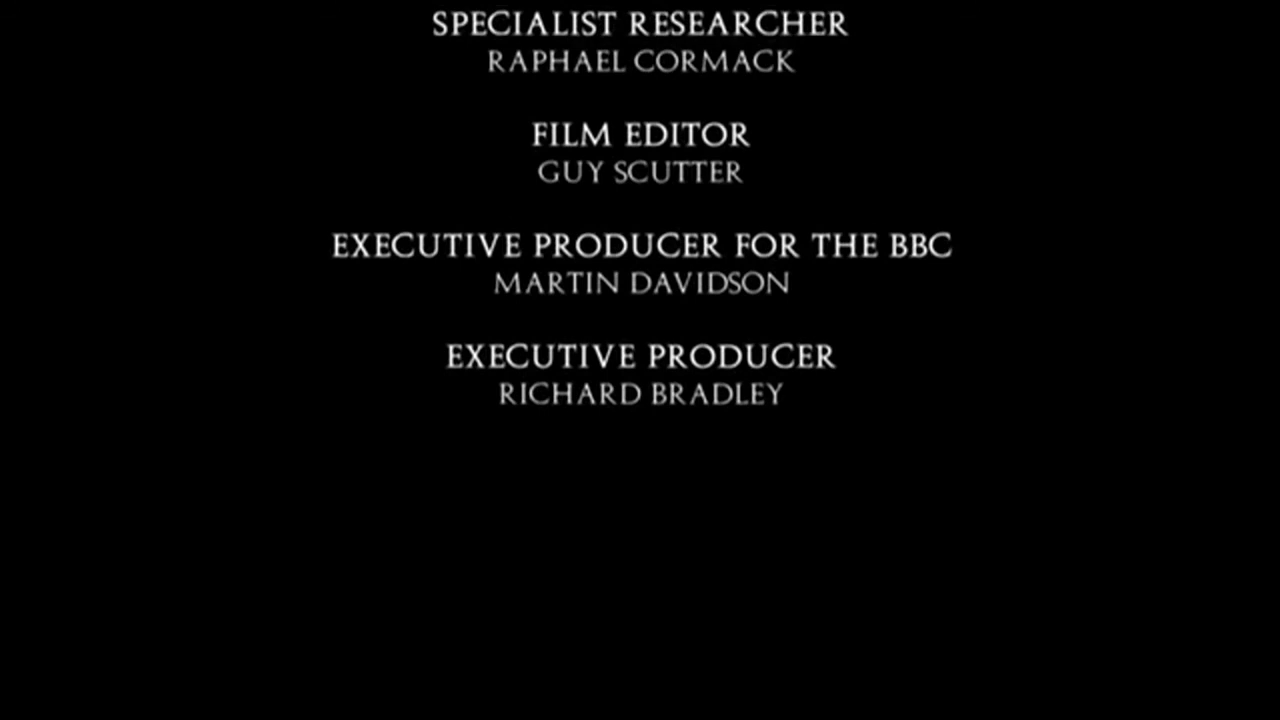 SPECIALIST RESEARCHER
RAPHAEL CORMACK
FILM EDITOR
GUY SCUTTER
EXECUTIVE PRODUCER FOR THE BBC
MARTIN DAVIDSON
EXECUTIVE PRODUCER
RICHARD BRADLEY